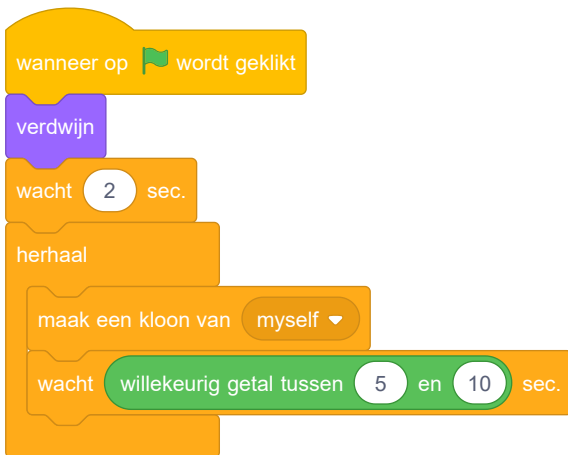 wanneer op wordt geklikt
verdwijn
wacht 2 sec.
herhaal
maak een kloon van myself
wacht willekeurig getal tussen 5 en 10 sec.